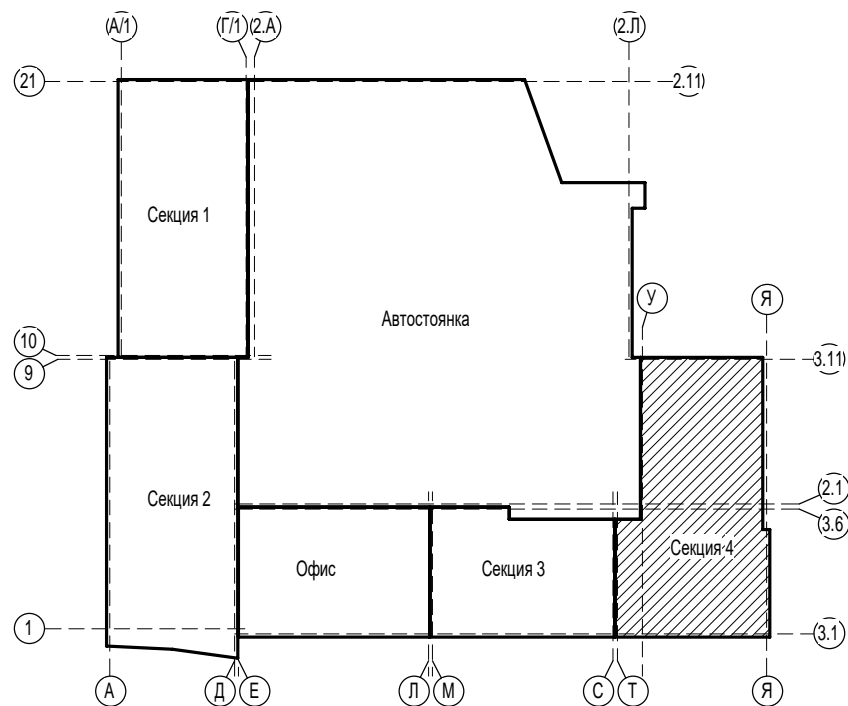 А/1 Г/1 2.А 2.Л
21 2.11
Секция 1
У Я
Автостоянка
10
9 3.11
Секция 2
2.1
3.6
Офис Секция 3 Секция 4
1 3.1
А Д Е Л М С Т Я